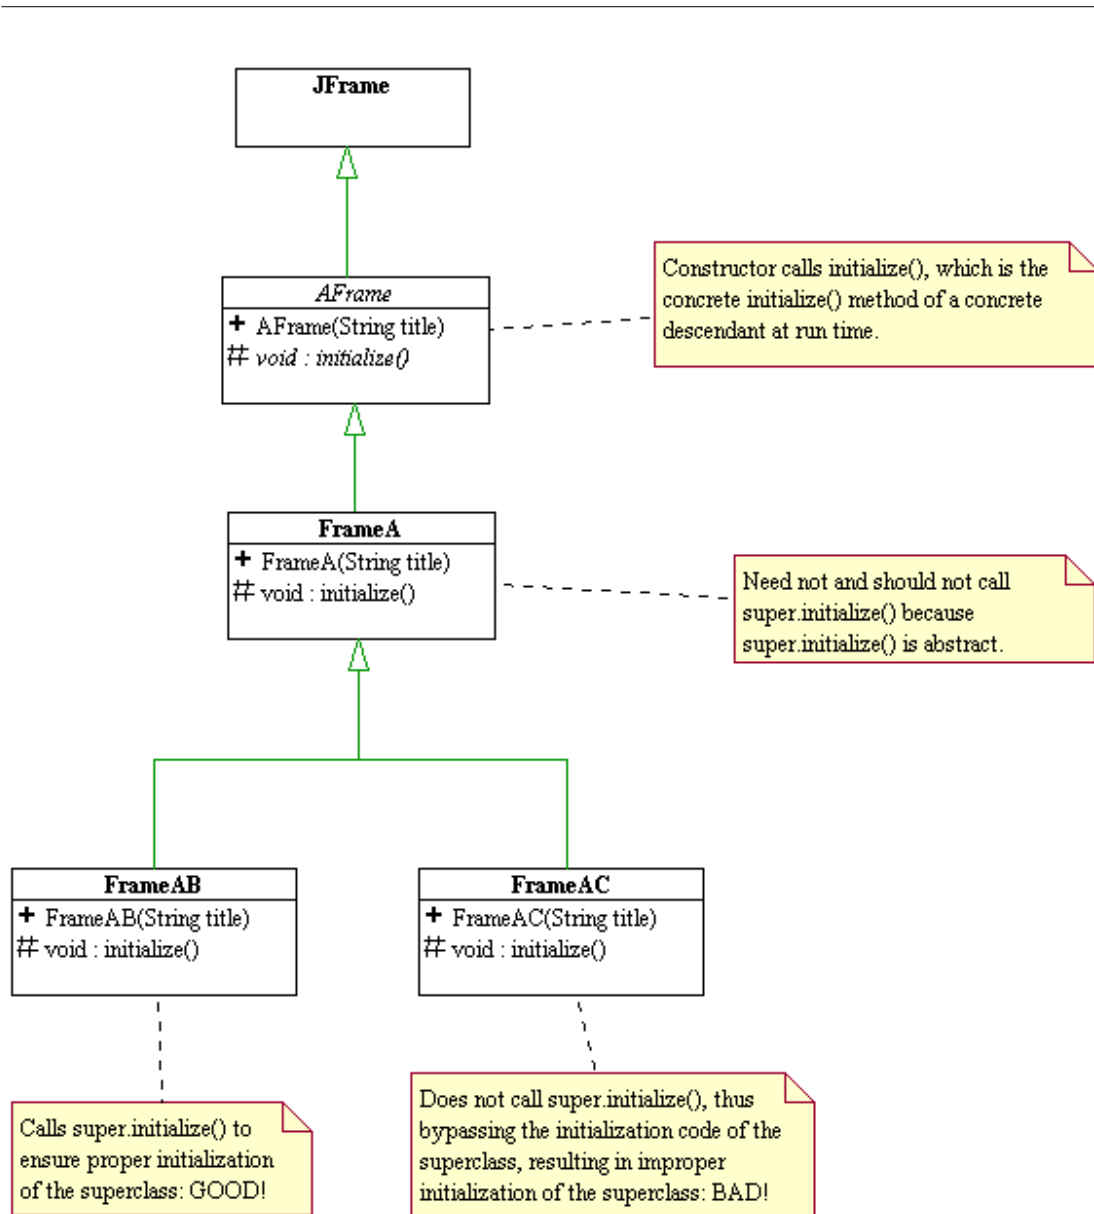 JFrame
AFrame
+ AFrame(String title)
# void : initialize()
Constructor calls initialize(), which is the
concrete initialize() method of a concrete
descendant at run time.
FrameA
+ FrameA(String title)
# void : initialize()
Need not and should not call
super.initialize() because
super.initialize() is abstract.
FrameAB
+ FrameAB(String title)
# void : initialize()
FrameAC
+ FrameAC(String title)
# void : initialize()
Calls super.initialize() to
ensure proper initialization
of the superclass: GOOD!
Does not call super.initialize(), thus
bypassing the initialization code of the
superclass, resulting in improper
initialization of the superclass: BAD!